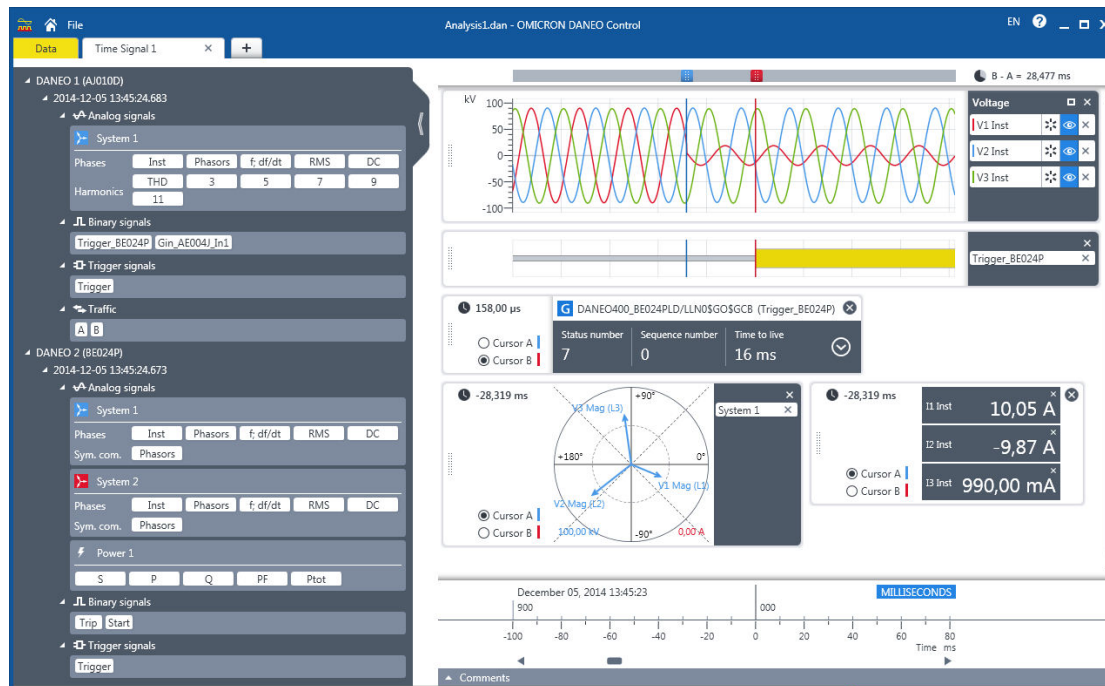 File
Analysis1.dan - OMICRON DANEO Control
EN
Data
Time Signal 1
DANEO 1 (AJ010D)
2014-12-05 13:45:24.683
Analog signals
System 1
Phases Inst Phasors f; df/dt RMS DC
Harmonics THD 3 5 7 9
11
Binary signals
Trigger_BE024P Gin_AE004J_In1
Trigger signals
Trigger
Traffic
A B
DANEO 2 (BE024P)
2014-12-05 13:45:24.673
Analog signals
System 1
Phases Inst Phasors f; df/dt RMS DC
Sym. com. Phasors
System 2
Phases Inst Phasors f; df/dt RMS DC
Sym. com. Phasors
Power 1
S P Q PF Ptot
Binary signals
Trip Start
Trigger signals
Trigger
B - A = 28,477 ms
kV
100
50
0
-50
-100
Voltage
V1 Inst
V2 Inst
V3 Inst
Trigger_BE024P
158,00 µs
Cursor A
Cursor B
G DANEO400_BE024PLD/LLN0$GO$GCB (Trigger_BE024P)
Status number Sequence number Time to live
7 0 16 ms
-28,319 ms
Cursor A
Cursor B
+90°
V3 Mag (L3)
+180°
0°
V1 Mag (L1)
V2 Mag (L2)
100,00 kV
-90°
0,00 A
System 1
-28,319 ms
Cursor A
Cursor B
I1 Inst 10,05 A
I2 Inst -9,87 A
I3 Inst 990,00 mA
December 05, 2014 13:45:23
MILLISECONDS
900 000
-100 -80 -60 -40 -20 0 20 40 60 80
Time ms
Comments